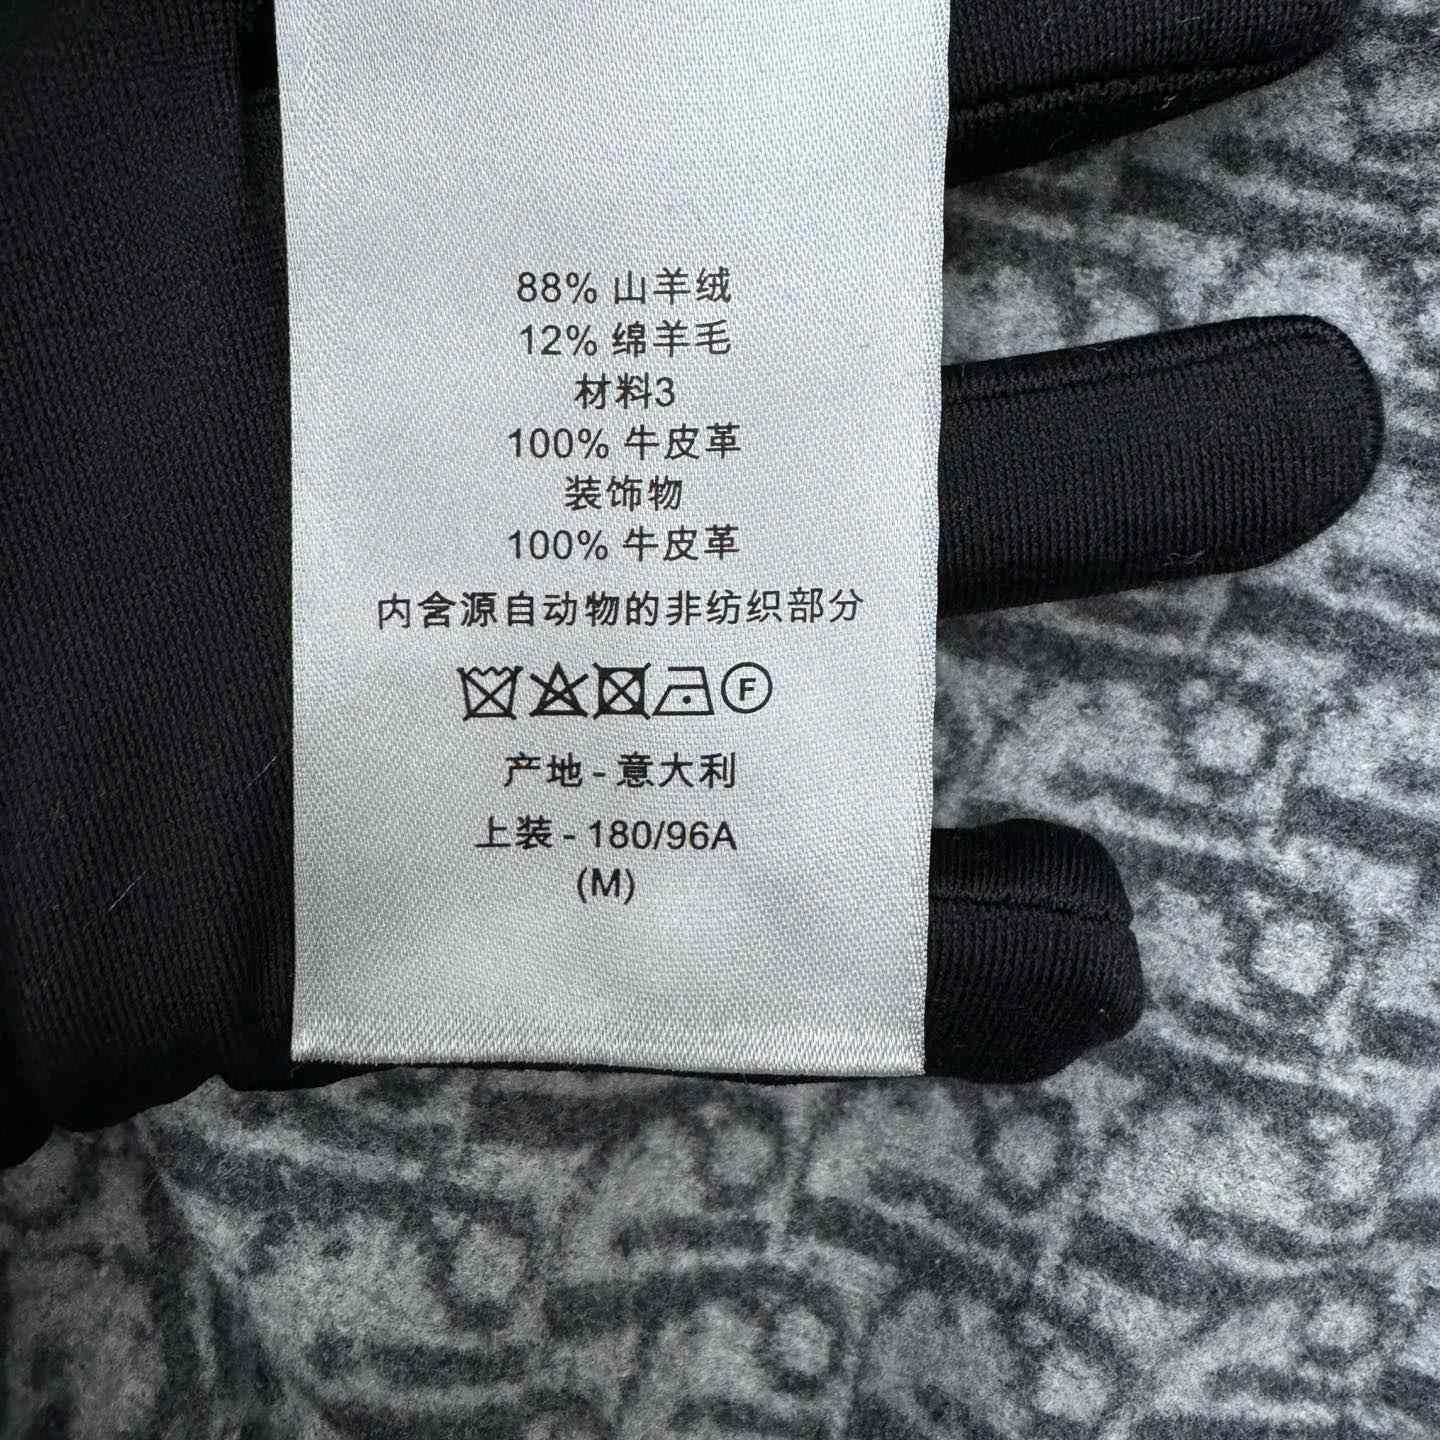 88% 山羊绒
12% 绵羊毛
材料3
100% 牛皮革
装饰物
100% 牛皮革
内含源自动物的非纺织部分
F
产地 - 意大利
上装 - 180/96A
(M)